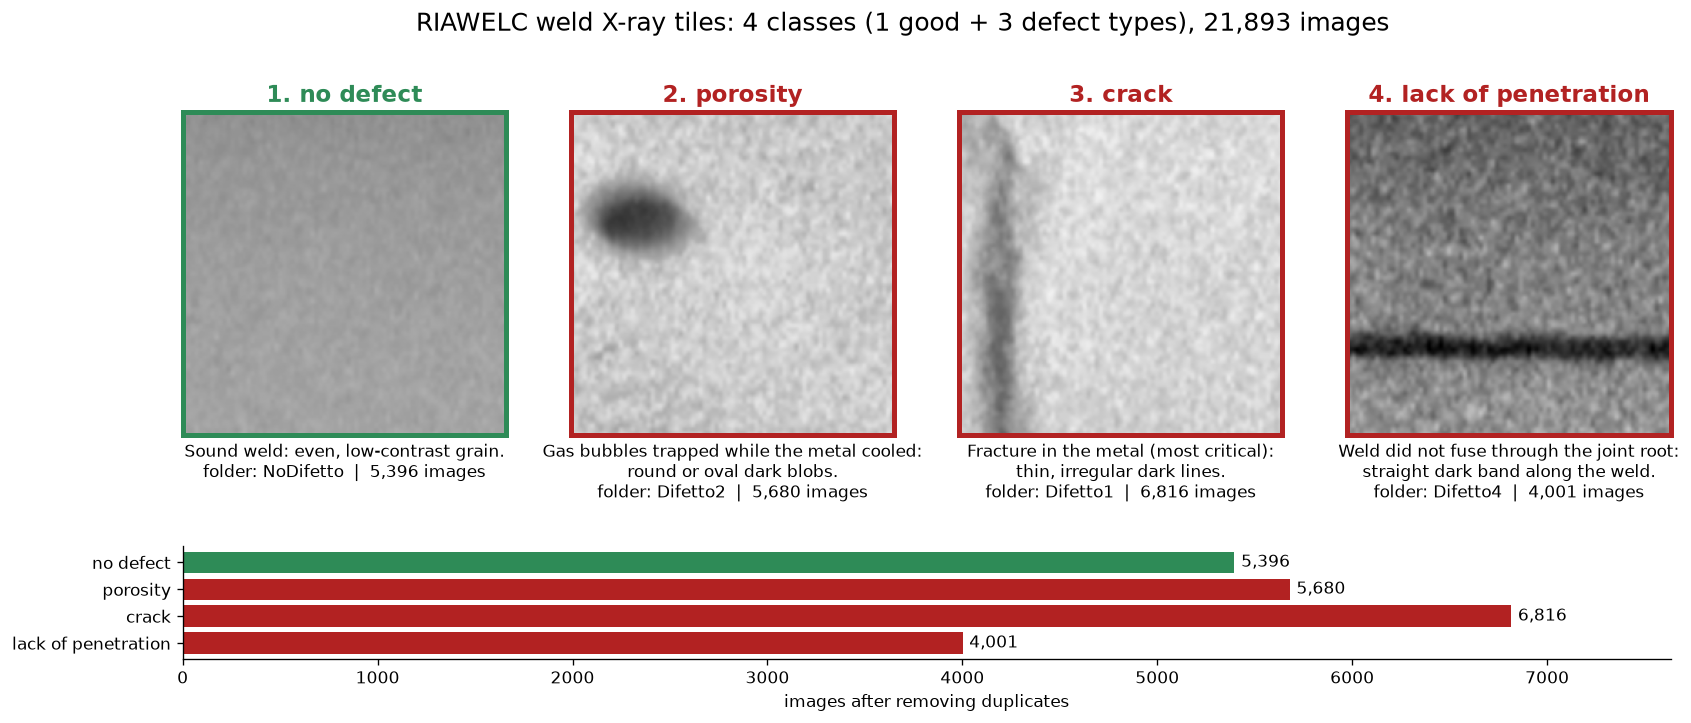 RIAWELC weld X-ray tiles: 4 classes (1 good + 3 defect types), 21,893 images
1. no defect
2. porosity
3. crack
4. lack of penetration
Sound weld: even, low-contrast grain.
folder: NoDifetto | 5,396 images
Gas bubbles trapped while the metal cooled:
round or oval dark blobs.
folder: Difetto2 | 5,680 images
Fracture in the metal (most critical):
thin, irregular dark lines.
folder: Difetto1 | 6,816 images
Weld did not fuse through the joint root:
straight dark band along the weld.
folder: Difetto4 | 4,001 images
no defect 5,396
porosity 5,680
crack 6,816
lack of penetration 4,001
0 1000 2000 3000 4000 5000 6000 7000
images after removing duplicates